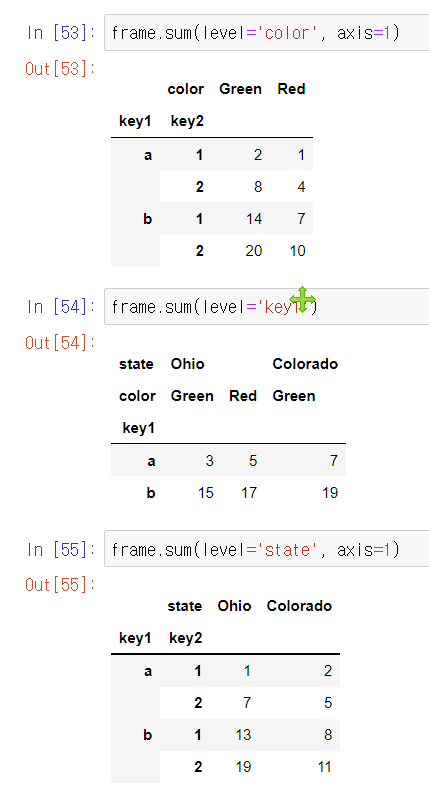 In [53]: frame.sum(level='color', axis=1)
Out[53]:
color Green Red
key1 key2
a 1 2 1
2 8 4
b 1 14 7
2 20 10
In [54]: frame.sum(level='key1')
Out[54]:
state Ohio Colorado
color Green Red Green
key1
a 3 5 7
b 15 17 19
In [55]: frame.sum(level='state', axis=1)
Out[55]:
state Ohio Colorado
key1 key2
a 1 1 2
2 7 5
b 1 13 8
2 19 11